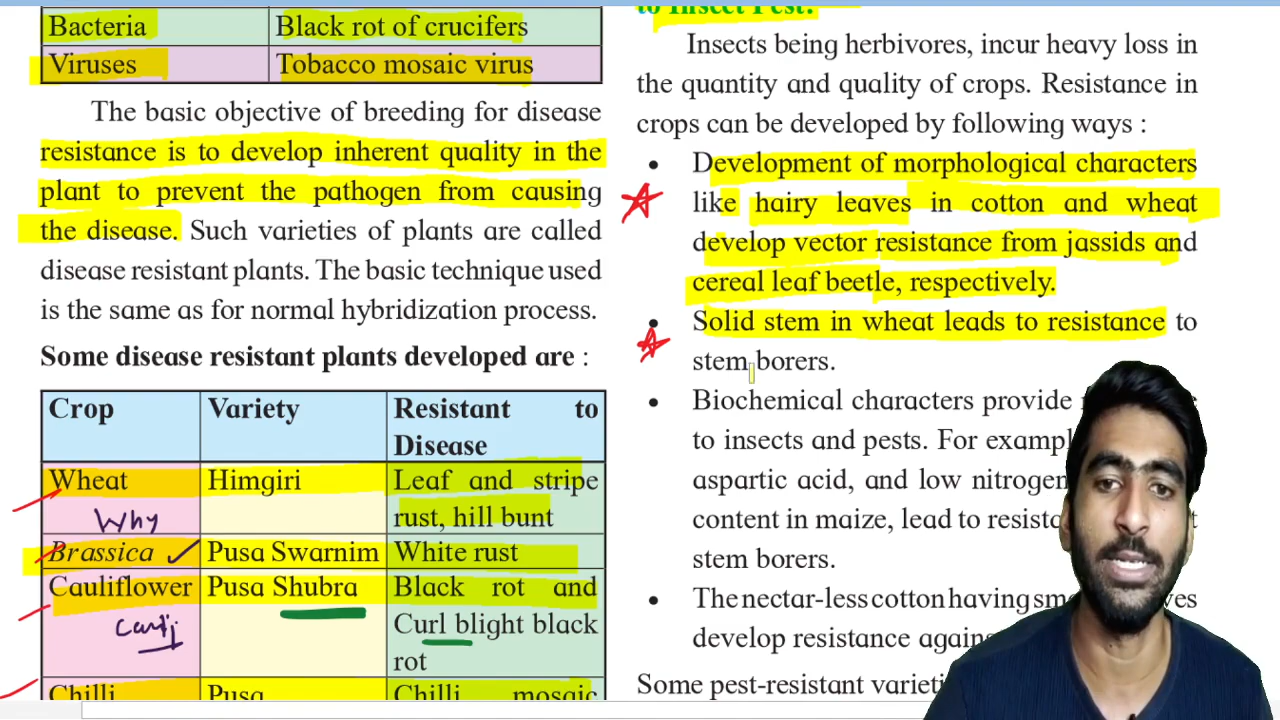 Bacteria Black rot of crucifers
Viruses Tobacco mosaic virus
The basic objective of breeding for disease
resistance is to develop inherent quality in the
plant to prevent the pathogen from causing
the disease. Such varieties of plants are called
disease resistant plants. The basic technique used
is the same as for normal hybridization process.
Some disease resistant plants developed are :
Crop Variety Resistant to
Disease
Wheat Himgiri Leaf and stripe
rust, hill bunt
Why
Brassica Pusa Swarnim White rust
Cauliflower Pusa Shubra Black rot and
Curl blight black
rot
Chilli Pusa Chilli mosaic
to Insect Pest:
Insects being herbivores, incur heavy loss in
the quantity and quality of crops. Resistance in
crops can be developed by following ways :
• Development of morphological characters
like hairy leaves in cotton and wheat
develop vector resistance from jassids and
cereal leaf beetle, respectively.
• Solid stem in wheat leads to resistance to
stem borers.
• Biochemical characters provide
to insects and pests. For
aspartic acid, and low
content in maize, lead to
stem borers.
• The nectar-less cotton having
develop resistance
Some pest-resistant